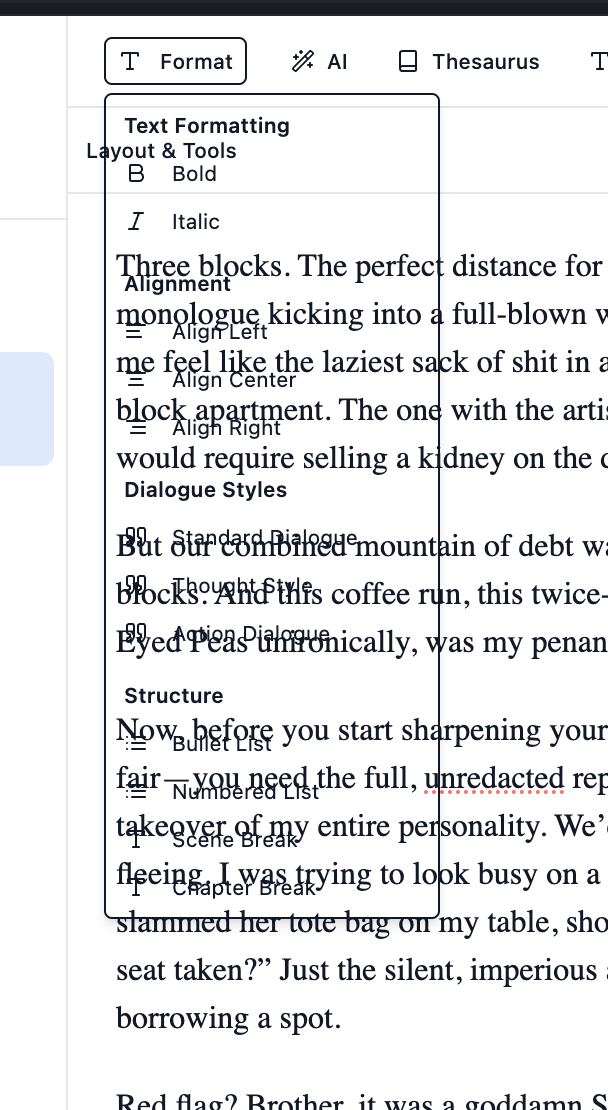 Format
AI
Thesaurus
T
Text Formatting
Layout & Tools
Bold
Italic
Three blocks. The perfect distance for
Alignment
monologue kicking into a full-blown
Align Left
me feel like the laziest sack of shit in a
Align Center
block apartment. The one with the
Align Right
would require selling a kidney on the
Dialogue Styles
Standard Dialogue
But our combined mountain of debt
Thought Style
blocks. And this coffee run, this twice-
Action Dialogue
Eyed Peas unironically, was my
Structure
Now, before you start sharpening your
Bullet List
fair—you need the full, unredacted
Numbered List
takeover of my entire personality.
Scene Break
fleeing. I was trying to look busy on a
Chapter Break
slammed her tote bag on my table,
seat taken?” Just the silent, imperious
borrowing a spot.
Red flag? Brother, it was a goddamn